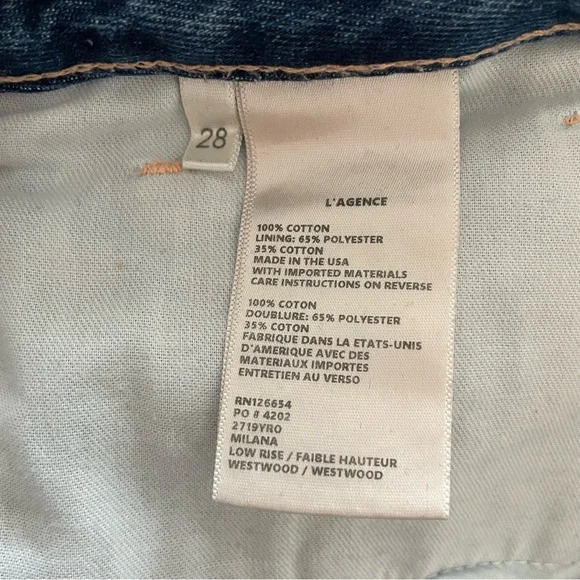 28
L'AGENCE
100% COTTON
LINING: 65% POLYESTER
35% COTTON
MADE IN THE USA
WITH IMPORTED MATERIALS
CARE INSTRUCTIONS ON REVERSE
100% COTON
DOUBLURE: 65% POLYESTER
35% COTON
FABRIQUE DANS LA ETATS-UNIS
D'AMERIQUE AVEC DES
MATERIAUX IMPORTES
ENTRETIEN AU VERSO
RN126654
PO # 4202
2719YRO
MILANA
LOW RISE / FAIBLE HAUTEUR
WESTWOOD / WESTWOOD